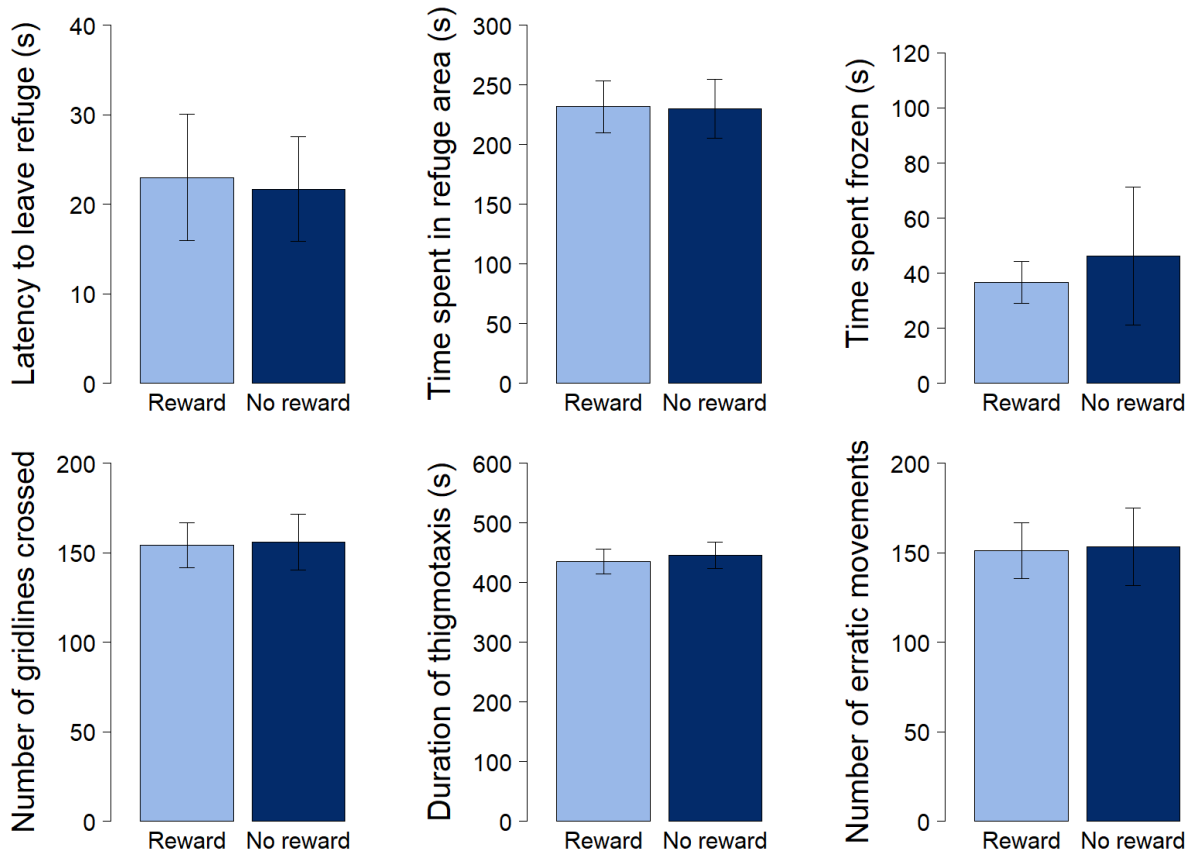 Latency to leave refuge (s)
40
30
20
10
0
Reward
No reward
Time spent in refuge area (s)
300
250
200
150
100
50
0
Reward
No reward
Time spent frozen (s)
120
100
80
60
40
20
0
Reward
No reward
Number of gridlines crossed
200
150
100
50
0
Reward
No reward
Duration of thigmotaxis (s)
600
500
400
300
200
100
0
Reward
No reward
Number of erratic movements
200
150
100
50
0
Reward
No reward